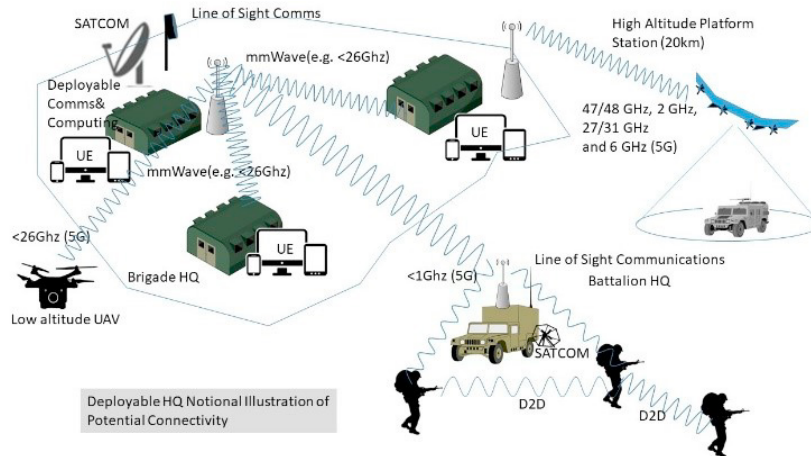 SATCOM
Line of Sight Comms
High Altitude Platform
Station (20km)
mmWave(e.g. <26Ghz)
Deployable
Comms&
Computing
47/48 GHz, 2 GHz,
27/31 GHz
and 6 GHz (5G)
UE
UE
mmWave(e.g. <26Ghz)
<26Ghz (5G)
UE
Brigade HQ
Low altitude UAV
<1Ghz (5G)
Line of Sight Communications
Battalion HQ
SATCOM
D2D
D2D
Deployable HQ Notional Illustration of
Potential Connectivity